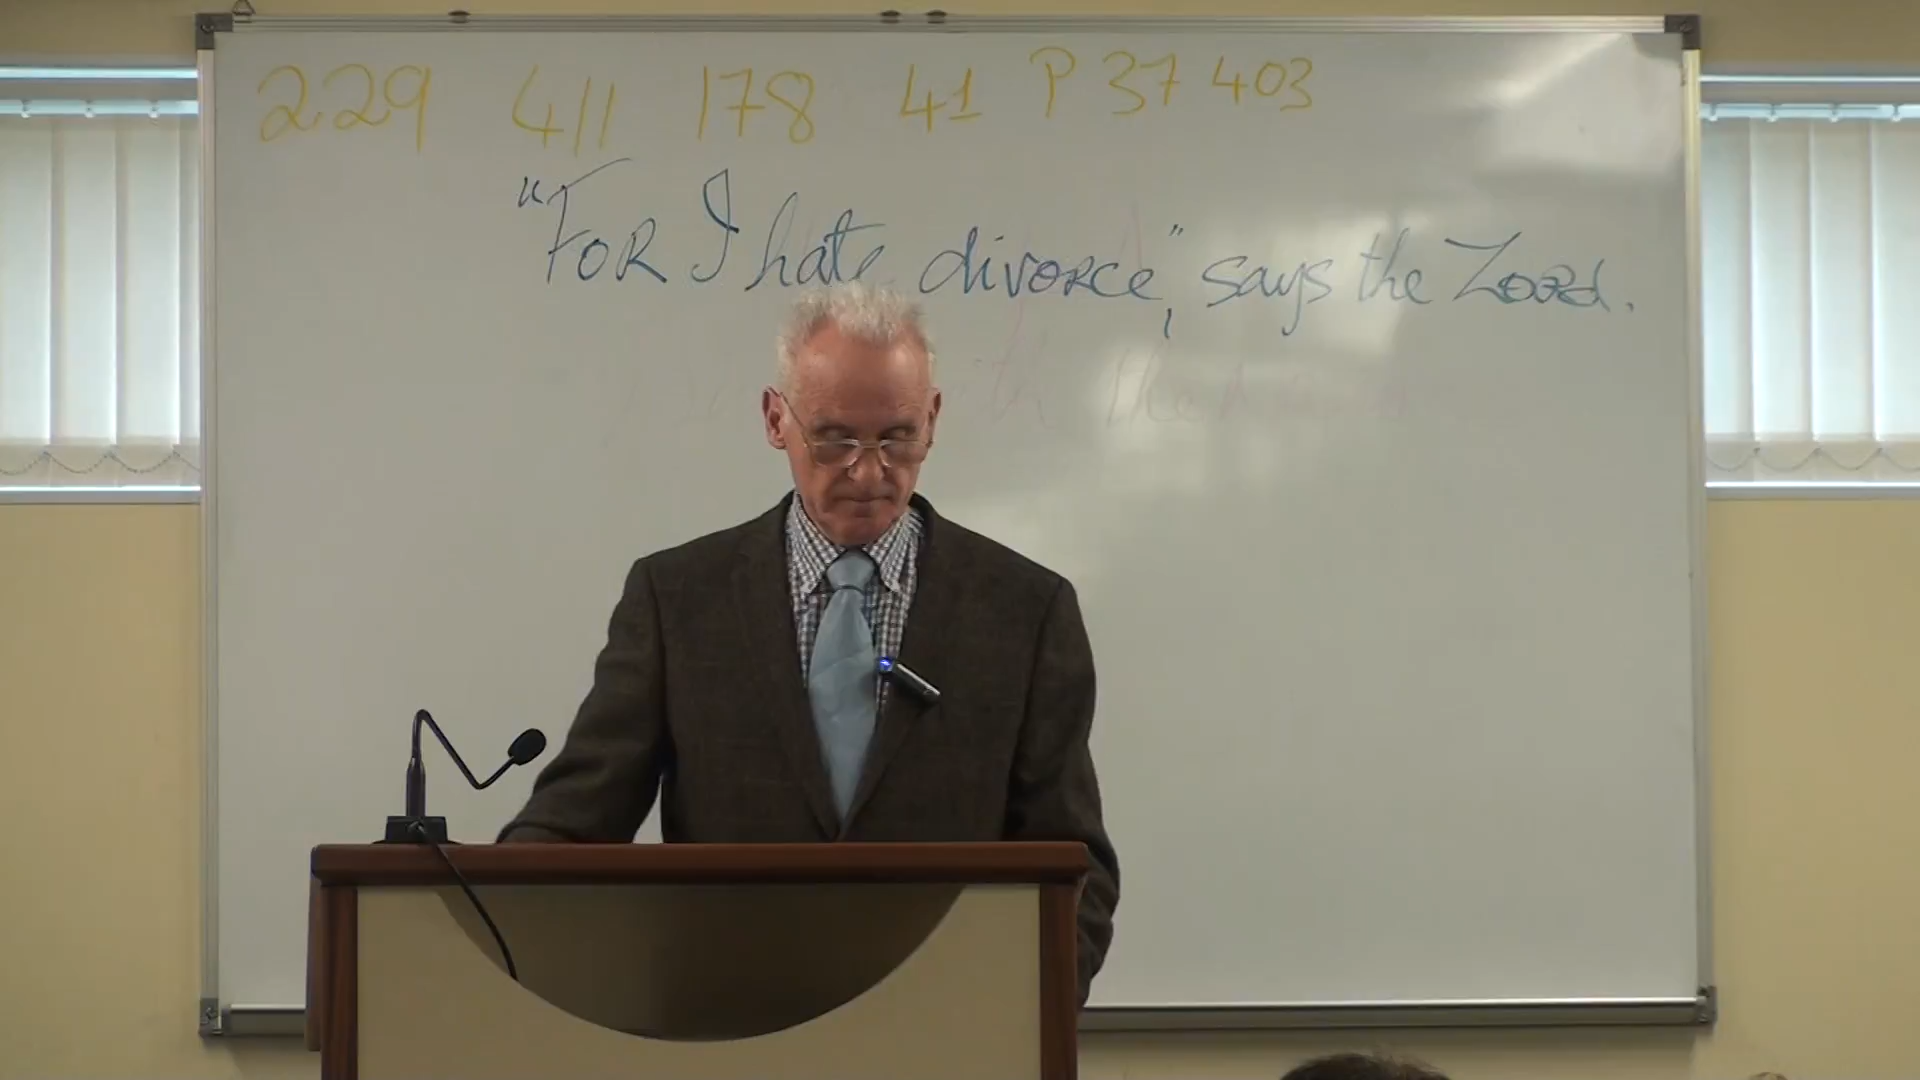 229 411 178 41 P 37 403
"FOR I hate divorce," says the Lord.